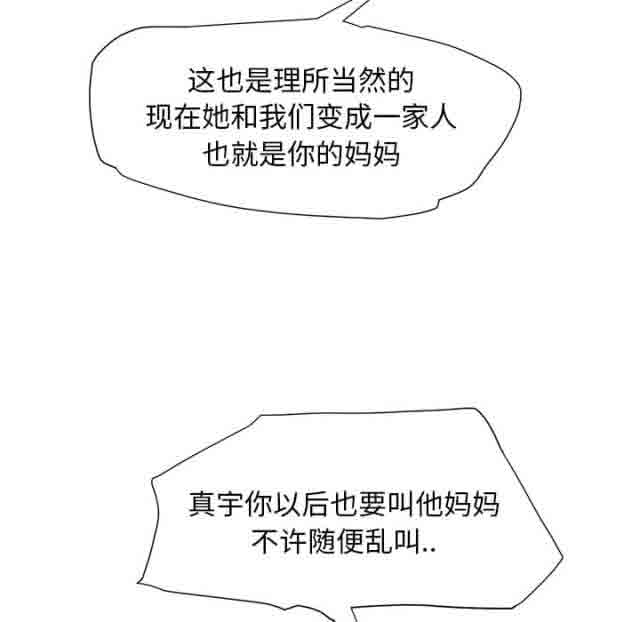 这也是理所当然的
现在她和我们变成一家人
也就是你的妈妈
真宇你以后也要叫他妈妈
不许随便乱叫..